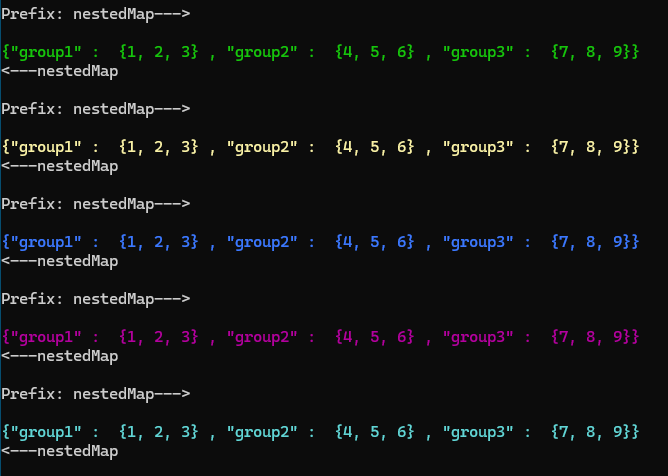 Prefix: nestedMap--->
{"group1" :  {1, 2, 3} , "group2" :  {4, 5, 6} , "group3" :  {7, 8, 9}}
<---nestedMap
Prefix: nestedMap--->
{"group1" :  {1, 2, 3} , "group2" :  {4, 5, 6} , "group3" :  {7, 8, 9}}
<---nestedMap
Prefix: nestedMap--->
{"group1" :  {1, 2, 3} , "group2" :  {4, 5, 6} , "group3" :  {7, 8, 9}}
<---nestedMap
Prefix: nestedMap--->
{"group1" :  {1, 2, 3} , "group2" :  {4, 5, 6} , "group3" :  {7, 8, 9}}
<---nestedMap
Prefix: nestedMap--->
{"group1" :  {1, 2, 3} , "group2" :  {4, 5, 6} , "group3" :  {7, 8, 9}}
<---nestedMap